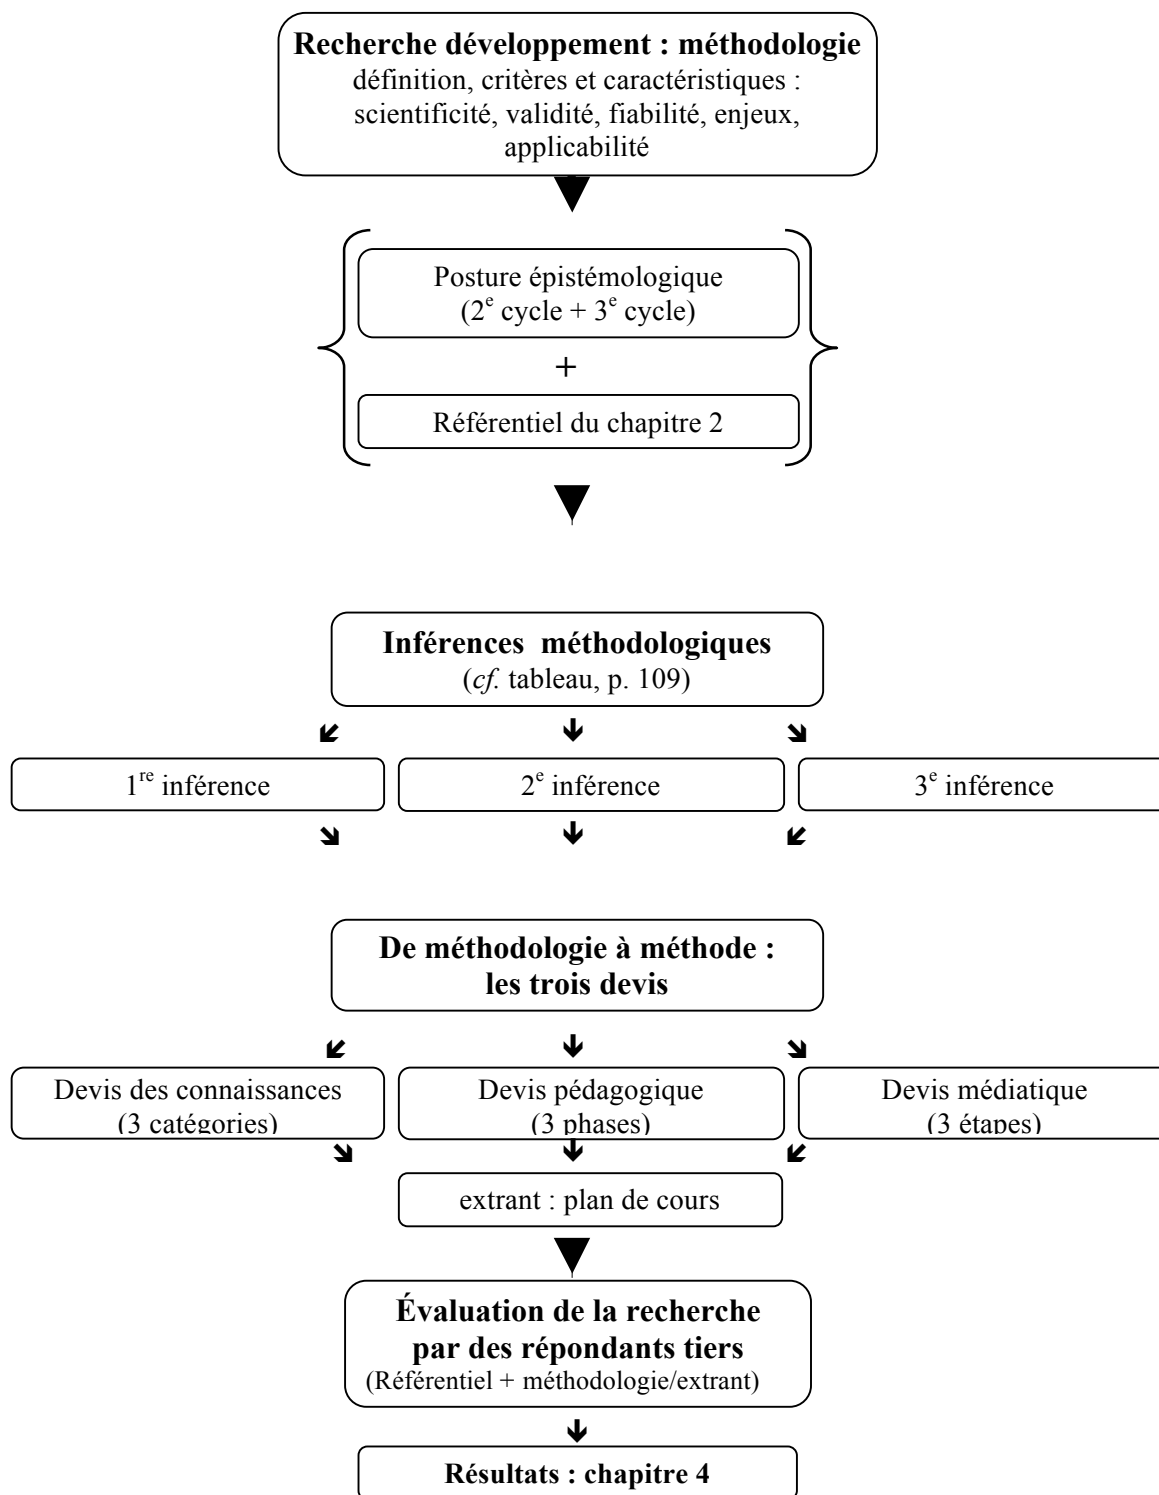 Recherche développement : méthodologie
définition, critères et caractéristiques :
scientificité, validité, fiabilité, enjeux,
applicabilité
Posture épistémologique
(2e cycle + 3e cycle)
+
Référentiel du chapitre 2
Inférences méthodologiques
(cf. tableau, p. 109)
1re inférence
2e inférence
3e inférence
De méthodologie à méthode :
les trois devis
Devis des connaissances
(3 catégories)
Devis pédagogique
(3 phases)
Devis médiatique
(3 étapes)
extrant : plan de cours
Évaluation de la recherche
par des répondants tiers
(Référentiel + méthodologie/extrant)
Résultats : chapitre 4